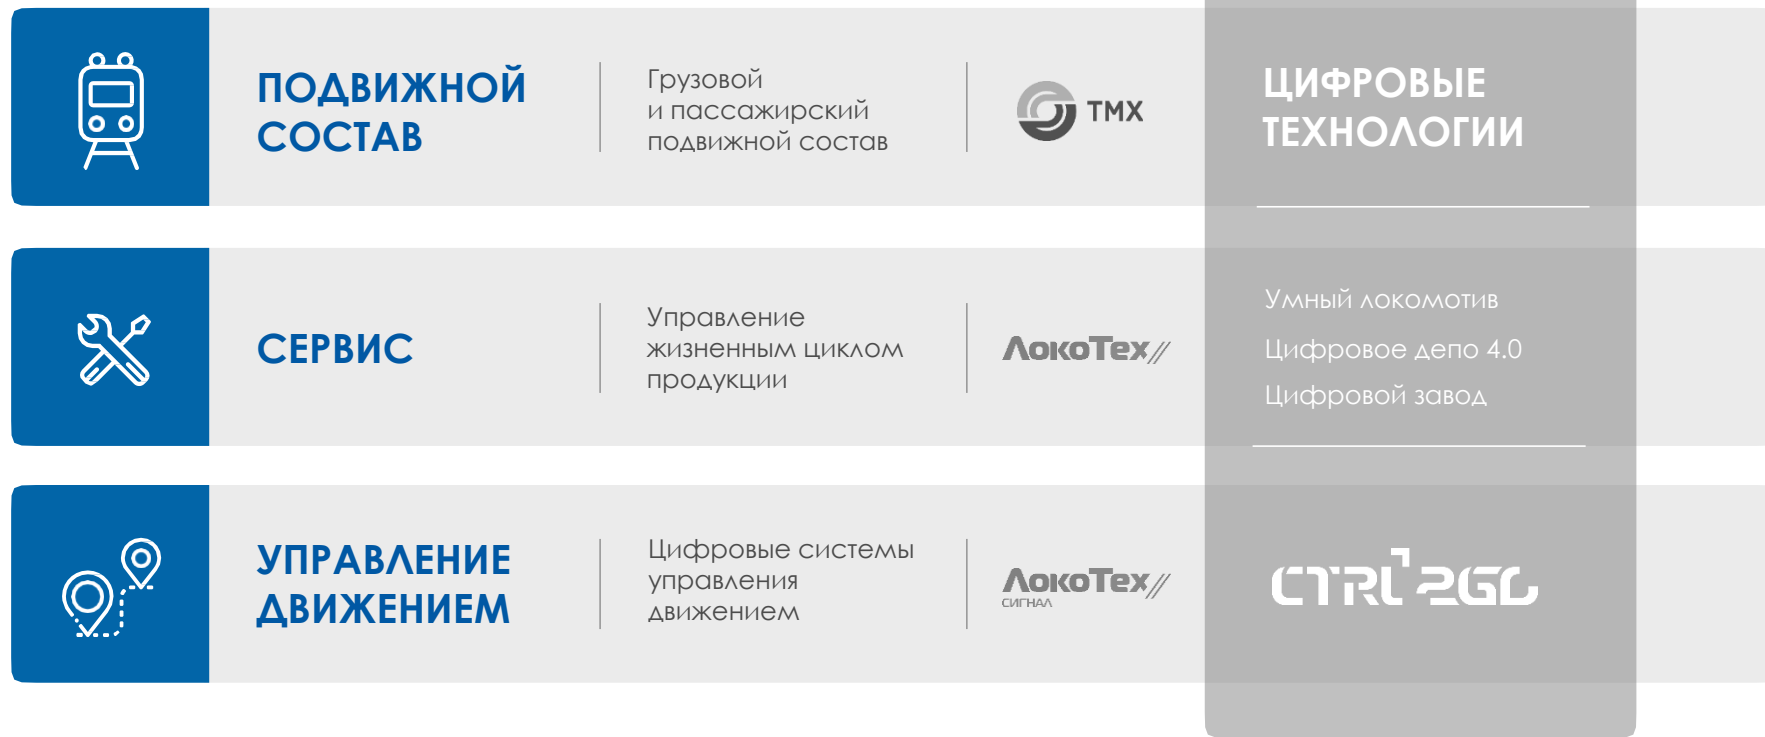 ПОДВИЖНОЙ
СОСТАВ
Грузовой
и пассажирский
подвижной состав
ТМХ
ЦИФРОВЫЕ
ТЕХНОЛОГИИ
СЕРВИС
Управление
жизненным циклом
продукции
ЛокоТех
Умный локомотив
Цифровое депо 4.0
Цифровой завод
УПРАВЛЕНИЕ
ДВИЖЕНИЕМ
Цифровые системы
управления
движением
ЛокоТех
СИГНАЛ
CTRL2GO